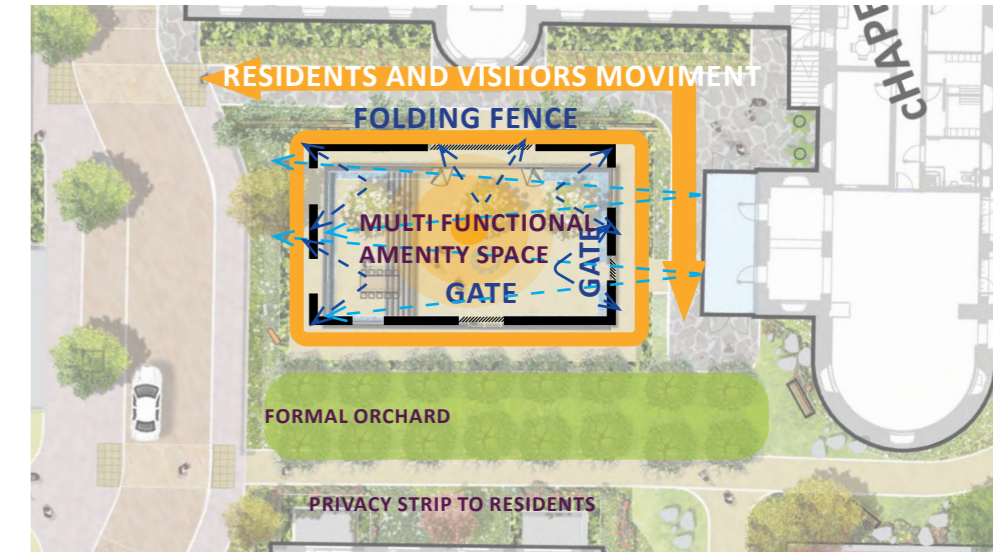 CHAPE
RESIDENTS AND VISITORS MOVIMENT
FOLDING FENCE
MULTI FUNCTIONAL
AMENITY SPACE
GATE
GATE
FORMAL ORCHARD
PRIVACY STRIP TO RESIDENTS